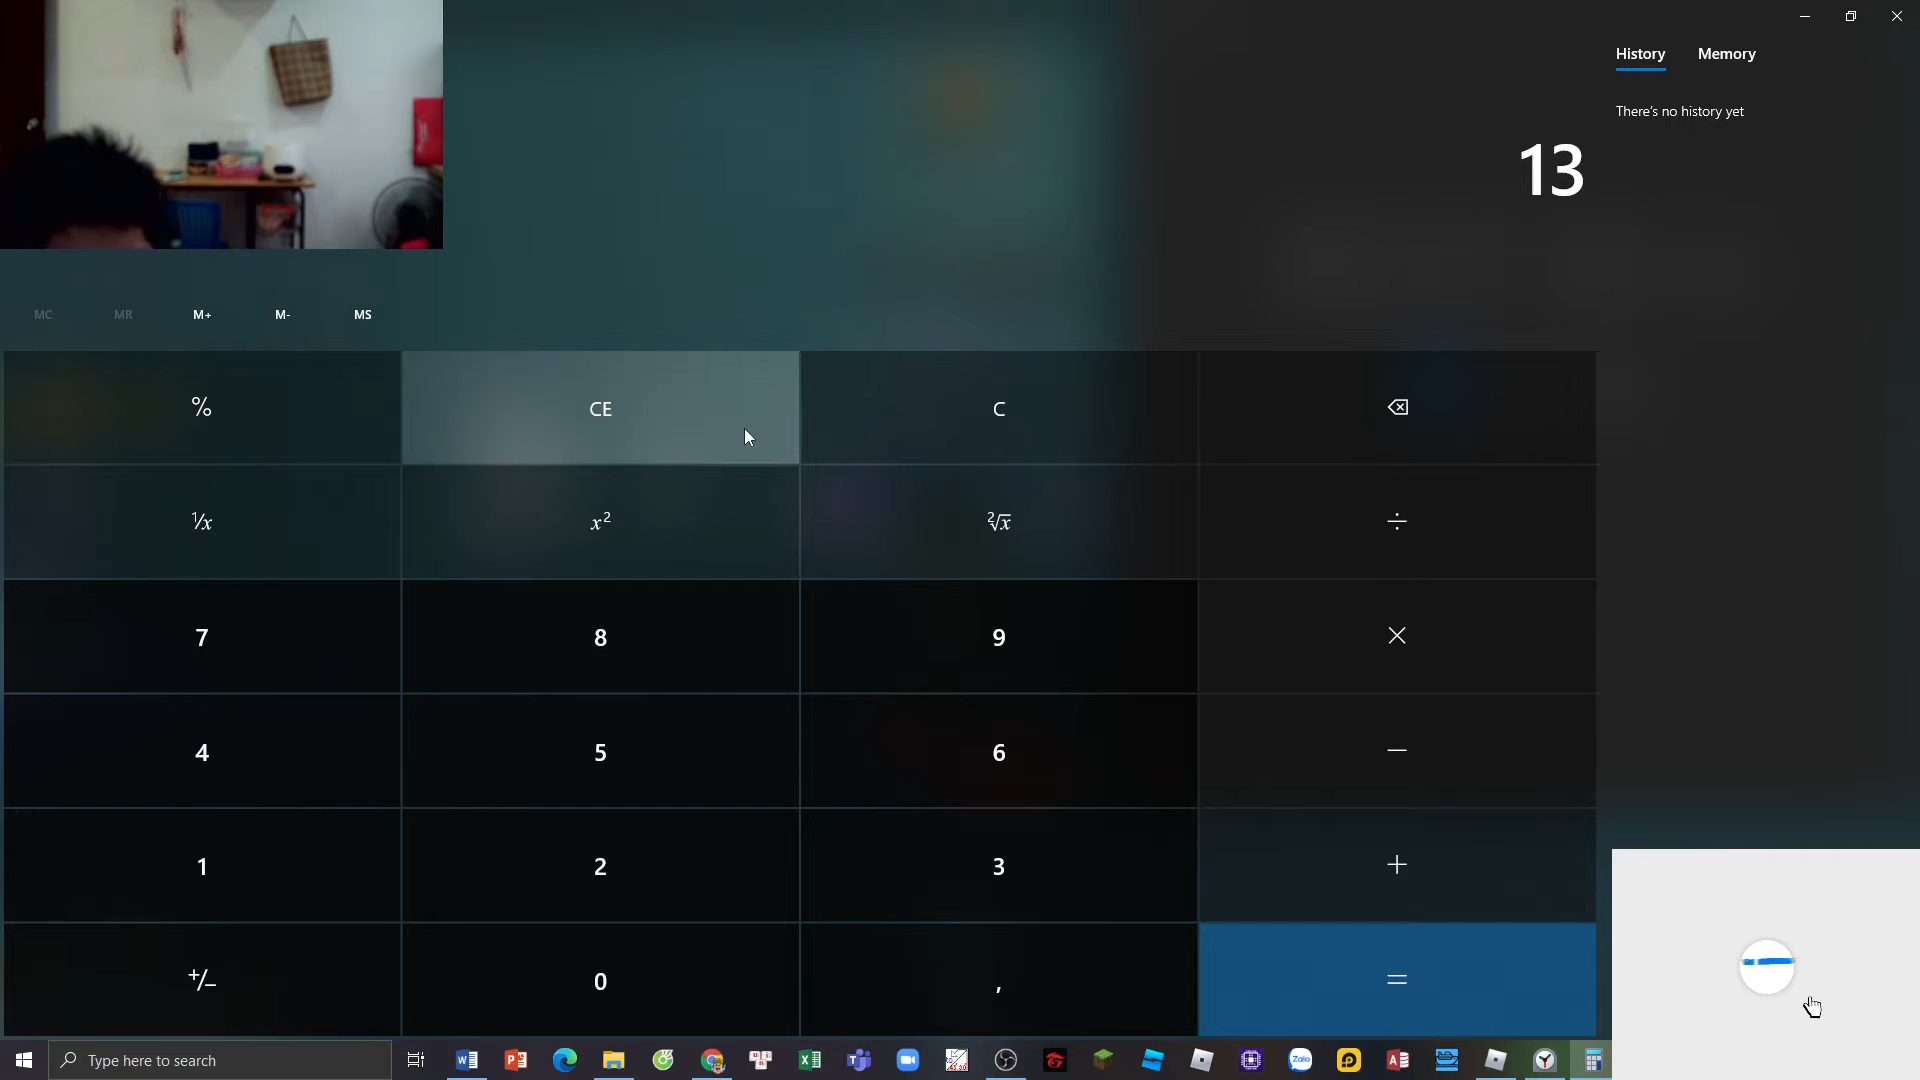 History Memory
There's no history yet
13
MC MR M+ M- MS
% CE C
¹/x x² ²√x ÷
7 8 9 ×
4 5 6 −
1 2 3 +
+/− 0 , =
Type here to search
Zalo